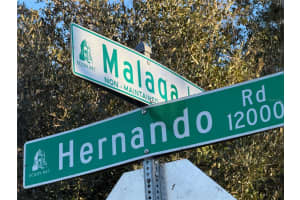 Malaga L
NON-MAINTAINED
Hernando Rd
12000